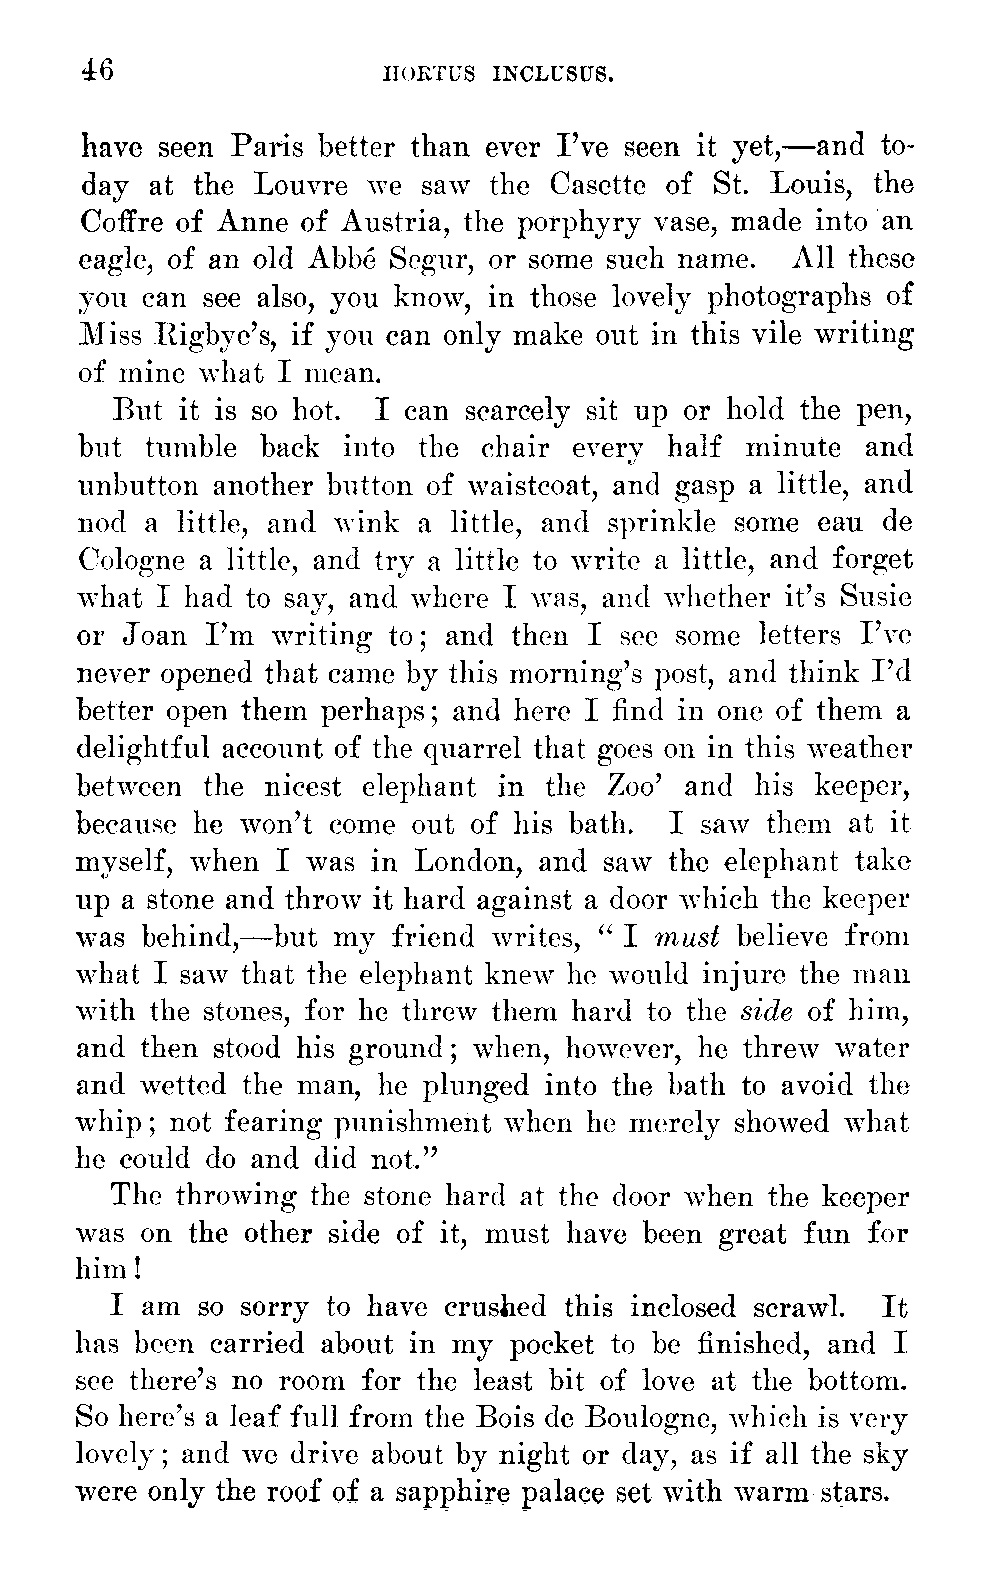 46 HORTUS INCLUSUS.
have seen Paris better than ever I've seen it yet,—and to-
day at the Louvre we saw the Casette of St. Louis, the
Coffre of Anne of Austria, the porphyry vase, made into an
eagle, of an old Abbé Segur, or some such name. All these
you can see also, you know, in those lovely photographs of
Miss Rigbye's, if you can only make out in this vile writing
of mine what I mean.
But it is so hot. I can scarcely sit up or hold the pen,
but tumble back into the chair every half minute and
unbutton another button of waistcoat, and gasp a little, and
nod a little, and wink a little, and sprinkle some eau de
Cologne a little, and try a little to write a little, and forget
what I had to say, and where I was, and whether it's Susie
or Joan I'm writing to; and then I see some letters I've
never opened that came by this morning's post, and think I'd
better open them perhaps; and here I find in one of them a
delightful account of the quarrel that goes on in this weather
between the nicest elephant in the Zoo' and his keeper,
because he won't come out of his bath. I saw them at it
myself, when I was in London, and saw the elephant take
up a stone and throw it hard against a door which the keeper
was behind,—but my friend writes, "I must believe from
what I saw that the elephant knew he would injure the man
with the stones, for he threw them hard to the side of him,
and then stood his ground; when, however, he threw water
and wetted the man, he plunged into the bath to avoid the
whip; not fearing punishment when he merely showed what
he could do and did not."
The throwing the stone hard at the door when the keeper
was on the other side of it, must have been great fun for
him!
I am so sorry to have crushed this inclosed scrawl. It
has been carried about in my pocket to be finished, and I
see there's no room for the least bit of love at the bottom.
So here's a leaf full from the Bois de Boulogne, which is very
lovely; and we drive about by night or day, as if all the sky
were only the roof of a sapphire palace set with warm stars.